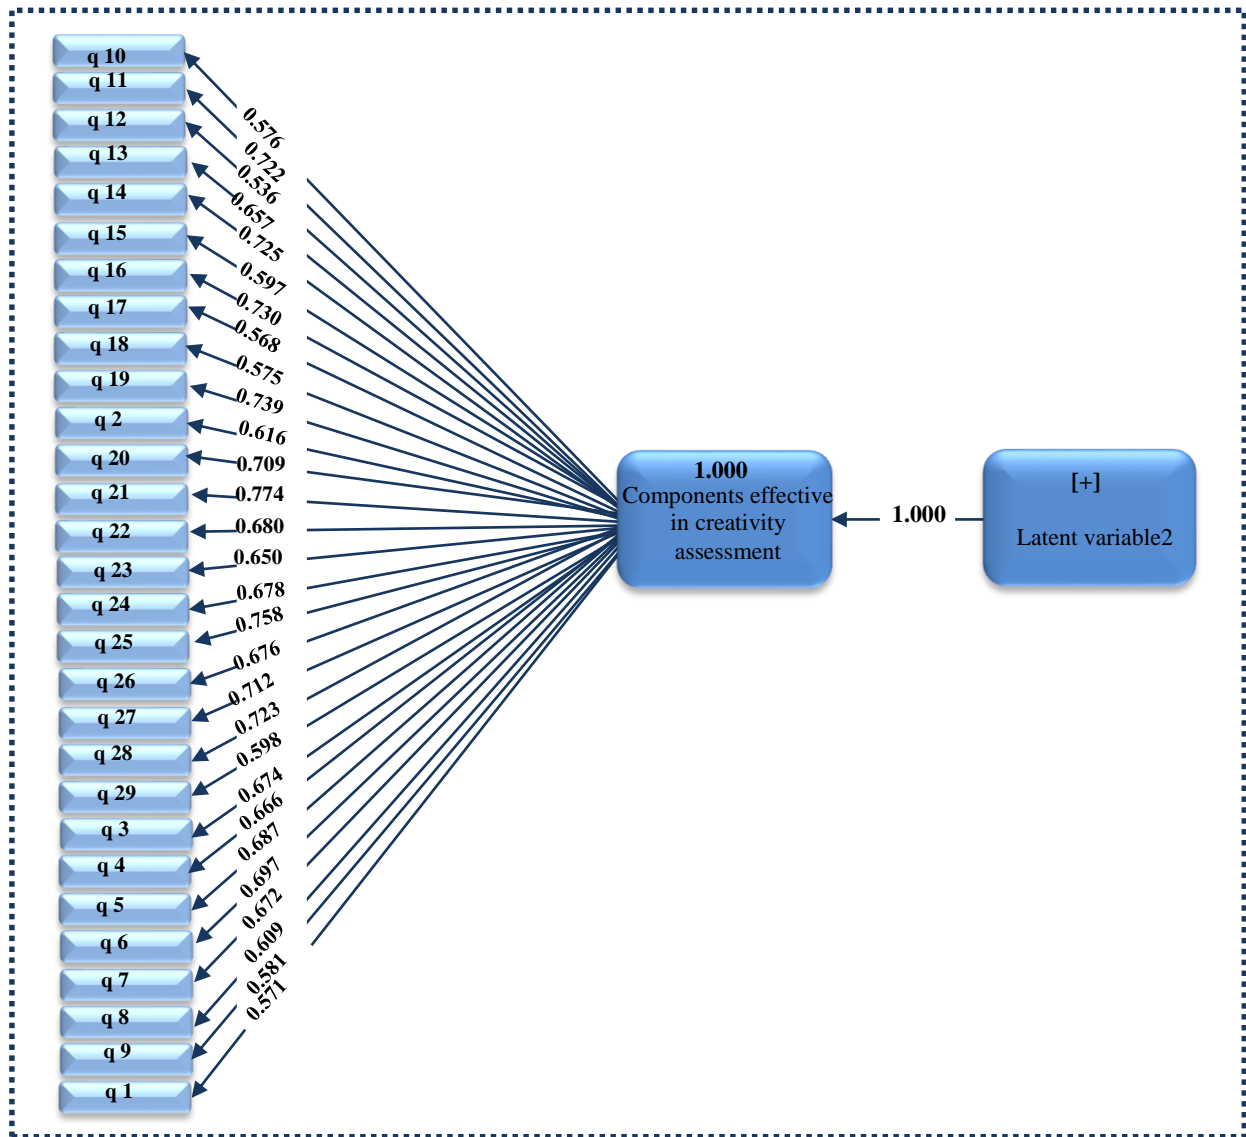 q 10
q 11
q 12
q 13
q 14
q 15
q 16
q 17
q 18
q 19
q 2
q 20
q 21
q 22
q 23
q 24
q 25
q 26
q 27
q 28
q 29
q 3
q 4
q 5
q 6
q 7
q 8
q 9
q 1
0.576
0.722
0.536
0.657
0.725
0.597
0.730
0.568
0.575
0.739
0.616
0.709
0.774
0.680
0.650
0.678
0.758
0.676
0.712
0.723
0.598
0.674
0.666
0.687
0.697
0.672
0.609
0.581
0.571
1.000
Components effective
in creativity
assessment
1.000
[+]
Latent variable2